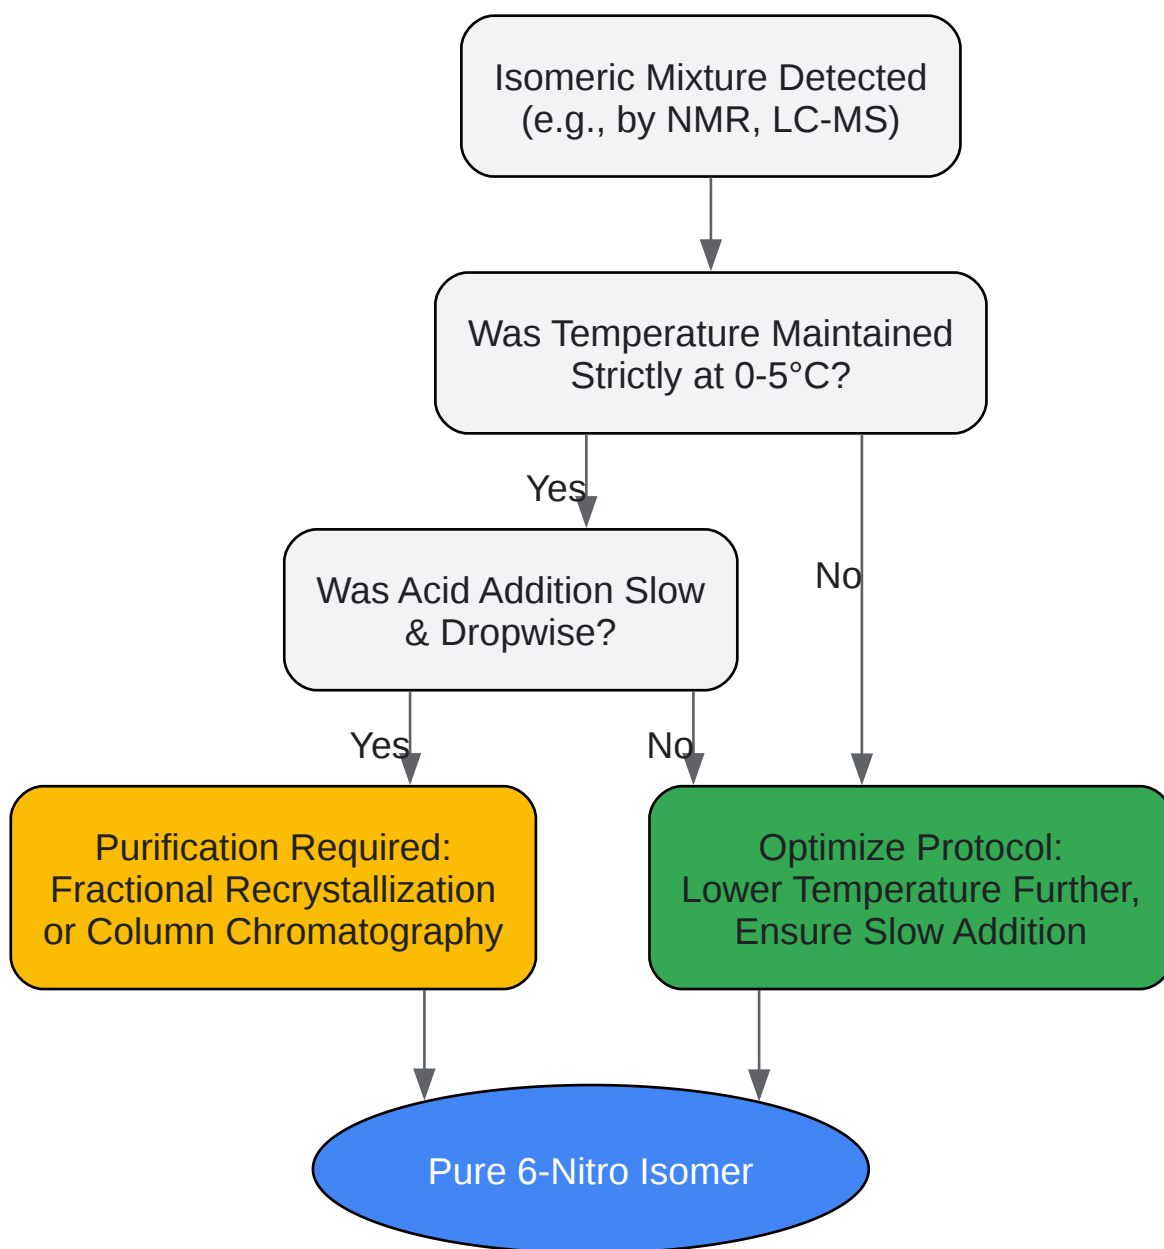 Isomeric Mixture Detected
(e.g., by NMR, LC-MS)
Was Temperature Maintained
Strictly at 0-5°C?
Yes
No
Was Acid Addition Slow
& Dropwise?
Yes
No
Purification Required:
Fractional Recrystallization
or Column Chromatography
Optimize Protocol:
Lower Temperature Further,
Ensure Slow Addition
Pure 6-Nitro Isomer